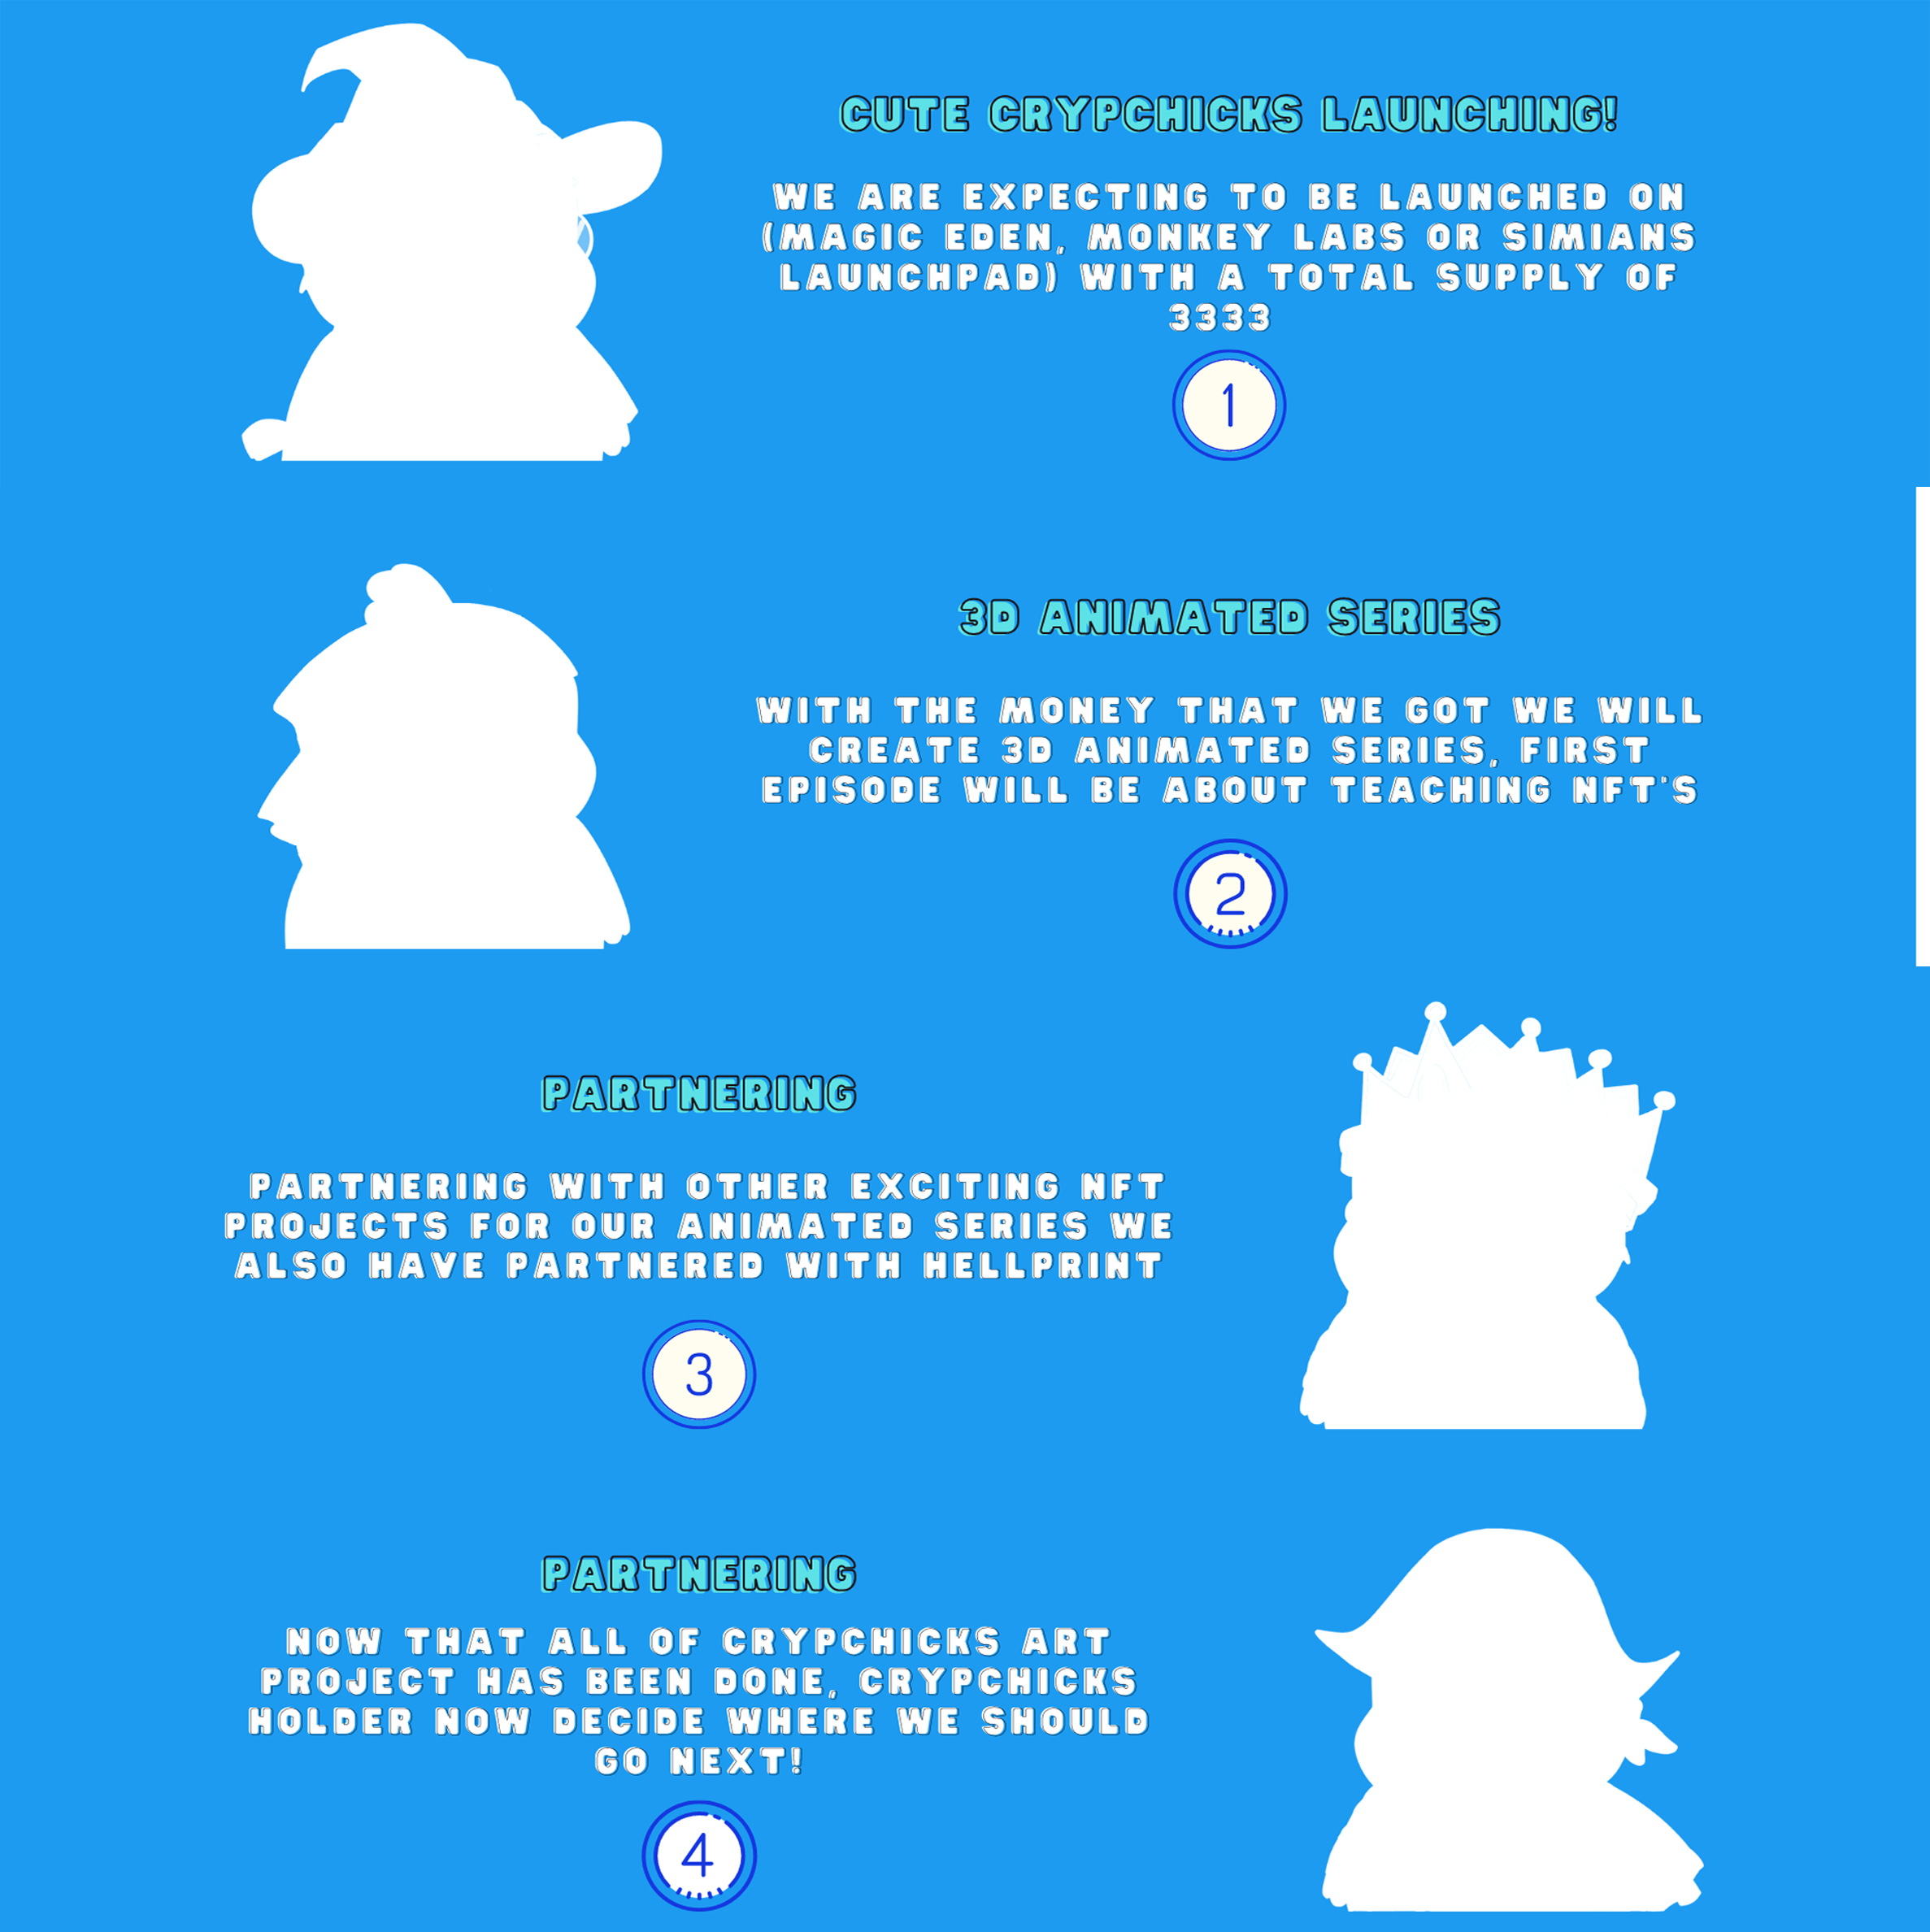 CUTE CRYPCHICKS LAUNCHING!
WE ARE EXPECTING TO BE LAUNCHED ON
(MAGIC EDEN, MONKEY LABS OR SIMIANS
LAUNCHPAD) WITH A TOTAL SUPPLY OF
3333
1
3D ANIMATED SERIES
WITH THE MONEY THAT WE GOT WE WILL
CREATE 3D ANIMATED SERIES, FIRST
EPISODE WILL BE ABOUT TEACHING NFT'S
2
PARTNERING
PARTNERING WITH OTHER EXCITING NFT
PROJECTS FOR OUR ANIMATED SERIES WE
ALSO HAVE PARTNERED WITH HELLPRINT
3
PARTNERING
NOW THAT ALL OF CRYPCHICKS ART
PROJECT HAS BEEN DONE, CRYPCHICKS
HOLDER NOW DECIDE WHERE WE SHOULD
GO NEXT!
4